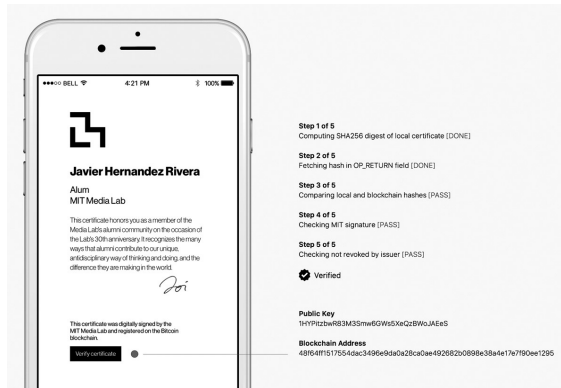 ●●●○○ BELL 4:21 PM 100%
Javier Hernandez Rivera
Alum
MIT Media Lab
This certificate honors you as a member of the
Media Lab's alumni community on the occasion of
the Lab's 30th anniversary. It recognizes the many
ways that alumni contribute to our unique,
antidisciplinary way of thinking and doing, and the
difference they are making in the world.
Joi
This certificate was digitally signed by the
MIT Media Lab and registered on the Bitcoin
blockchain.
Verify certificate
Step 1 of 5
Computing SHA256 digest of local certificate [DONE]
Step 2 of 5
Fetching hash in OP_RETURN field [DONE]
Step 3 of 5
Comparing local and blockchain hashes [PASS]
Step 4 of 5
Checking MIT signature [PASS]
Step 5 of 5
Checking not revoked by issuer [PASS]
Verified
Public Key
1HYPitzbwR83M3Smw6GWs5XeQzBWoJAEeS
Blockchain Address
48f64ff1517554dac3496e9da0a28ca0ae492682b0898e38a4e17e7f90ee1295